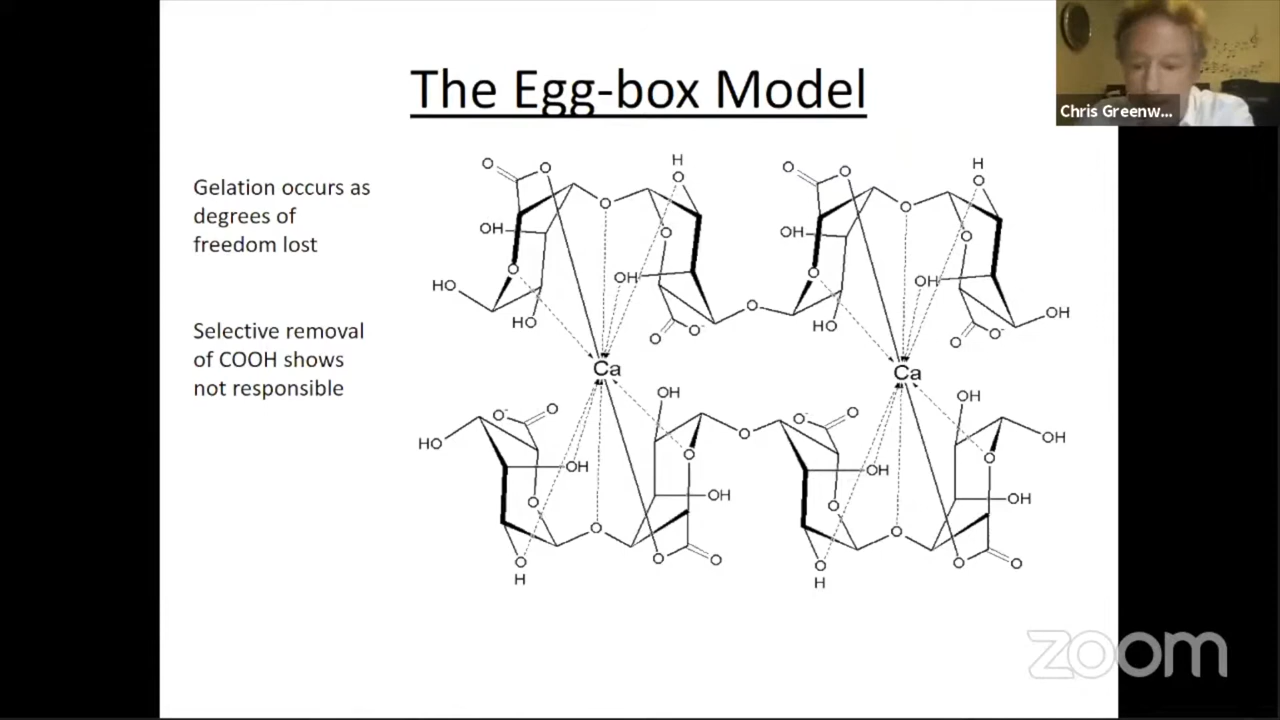 The Egg-box Model
Chris Greenw...
Gelation occurs as
degrees of
freedom lost
Selective removal
of COOH shows
not responsible
O O H O O H
OH O O OH O O
O OH O OH
HO O OH
HO O O⁻ HO O O⁻
Ca Ca
OH OH
O⁻ O O⁻ O
HO O OH
OH O OH O
O OH O OH
O O
O O O O O O
H H
zoom